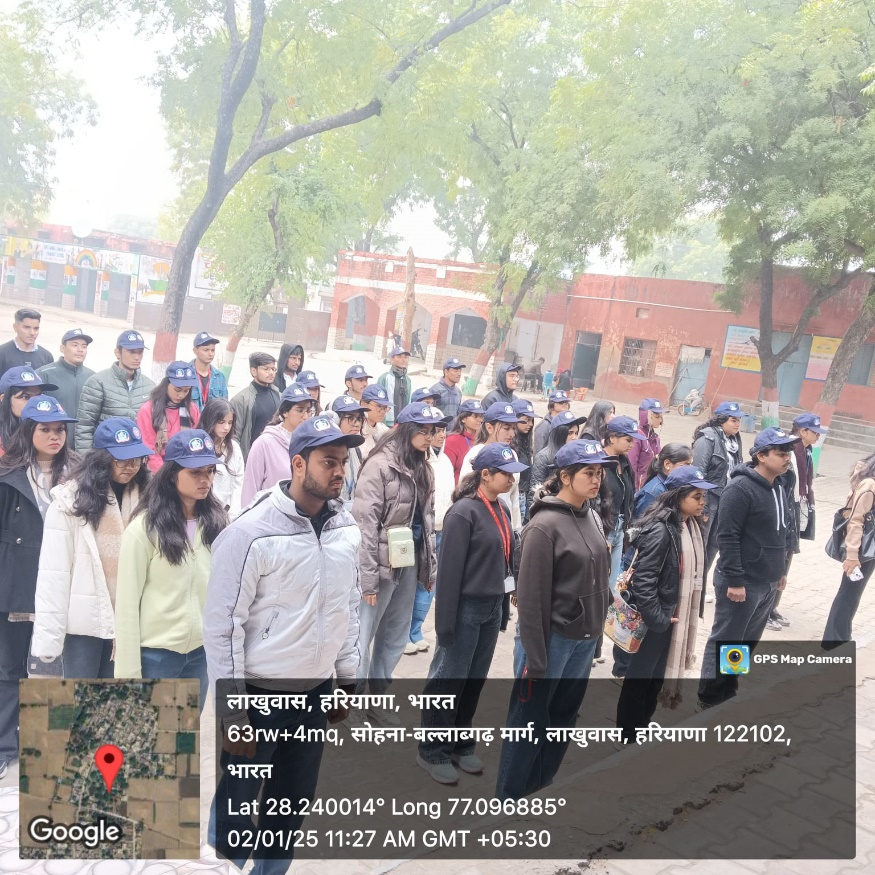 GPS Map Camera
लाखुवास, हरियाणा, भारत
63rw+4mq, सोहना-बल्लाबगढ़ मार्ग, लाखुवास, हरियाणा 122102,
भारत
Lat 28.240014° Long 77.096885°
02/01/25 11:27 AM GMT +05:30
Google